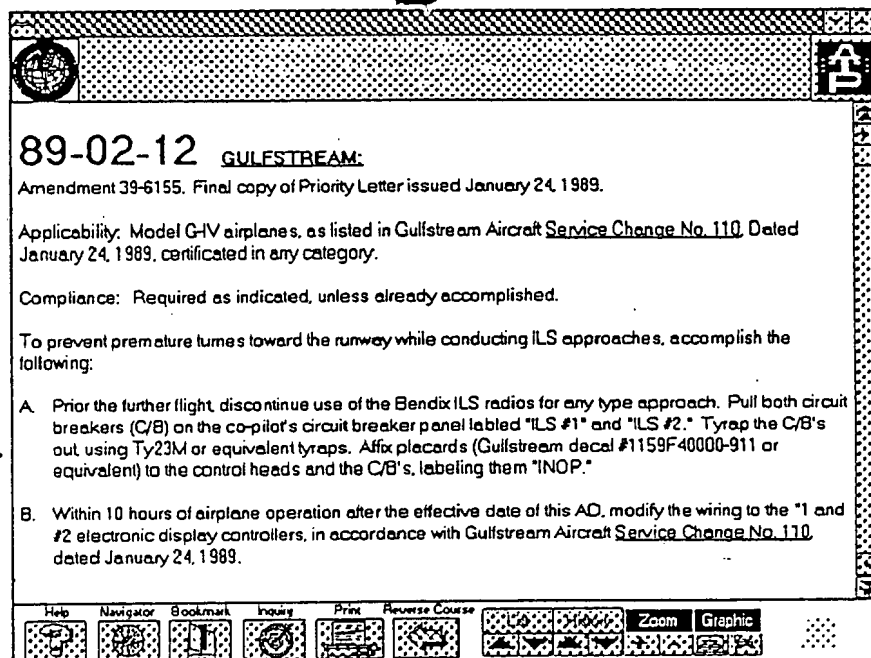 ATP
89-02-12 GULFSTREAM:
Amendment 39-6155. Final copy of Priority Letter issued January 24, 1989.
Applicability: Model G-IV airplanes, as listed in Gulfstream Aircraft Service Change No. 110, Dated
January 24, 1989, certificated in any category.
Compliance: Required as indicated, unless already accomplished.
To prevent premature turnes toward the runway while conducting ILS approaches, accomplish the
following:
A. Prior the further flight, discontinue use of the Bendix ILS radios for any type approach. Pull both circuit
breakers (C/B) on the co-pilot's circuit breaker panel labled "ILS #1" and "ILS #2." Tyrap the C/B's
out, using Ty23M or equivalent tyraps. Affix placards (Gulfstream decal #1159F40000-911 or
equivalent) to the control heads and the C/B's, labeling them "INOP."
B. Within 10 hours of airplane operation after the effective date of this AD, modify the wiring to the "1 and
#2 electronic display controllers, in accordance with Gulfstream Aircraft Service Change No. 110,
dated January 24, 1989.
Help Navigator Bookmark Inquiry Print Reverse Course Zoom Graphic